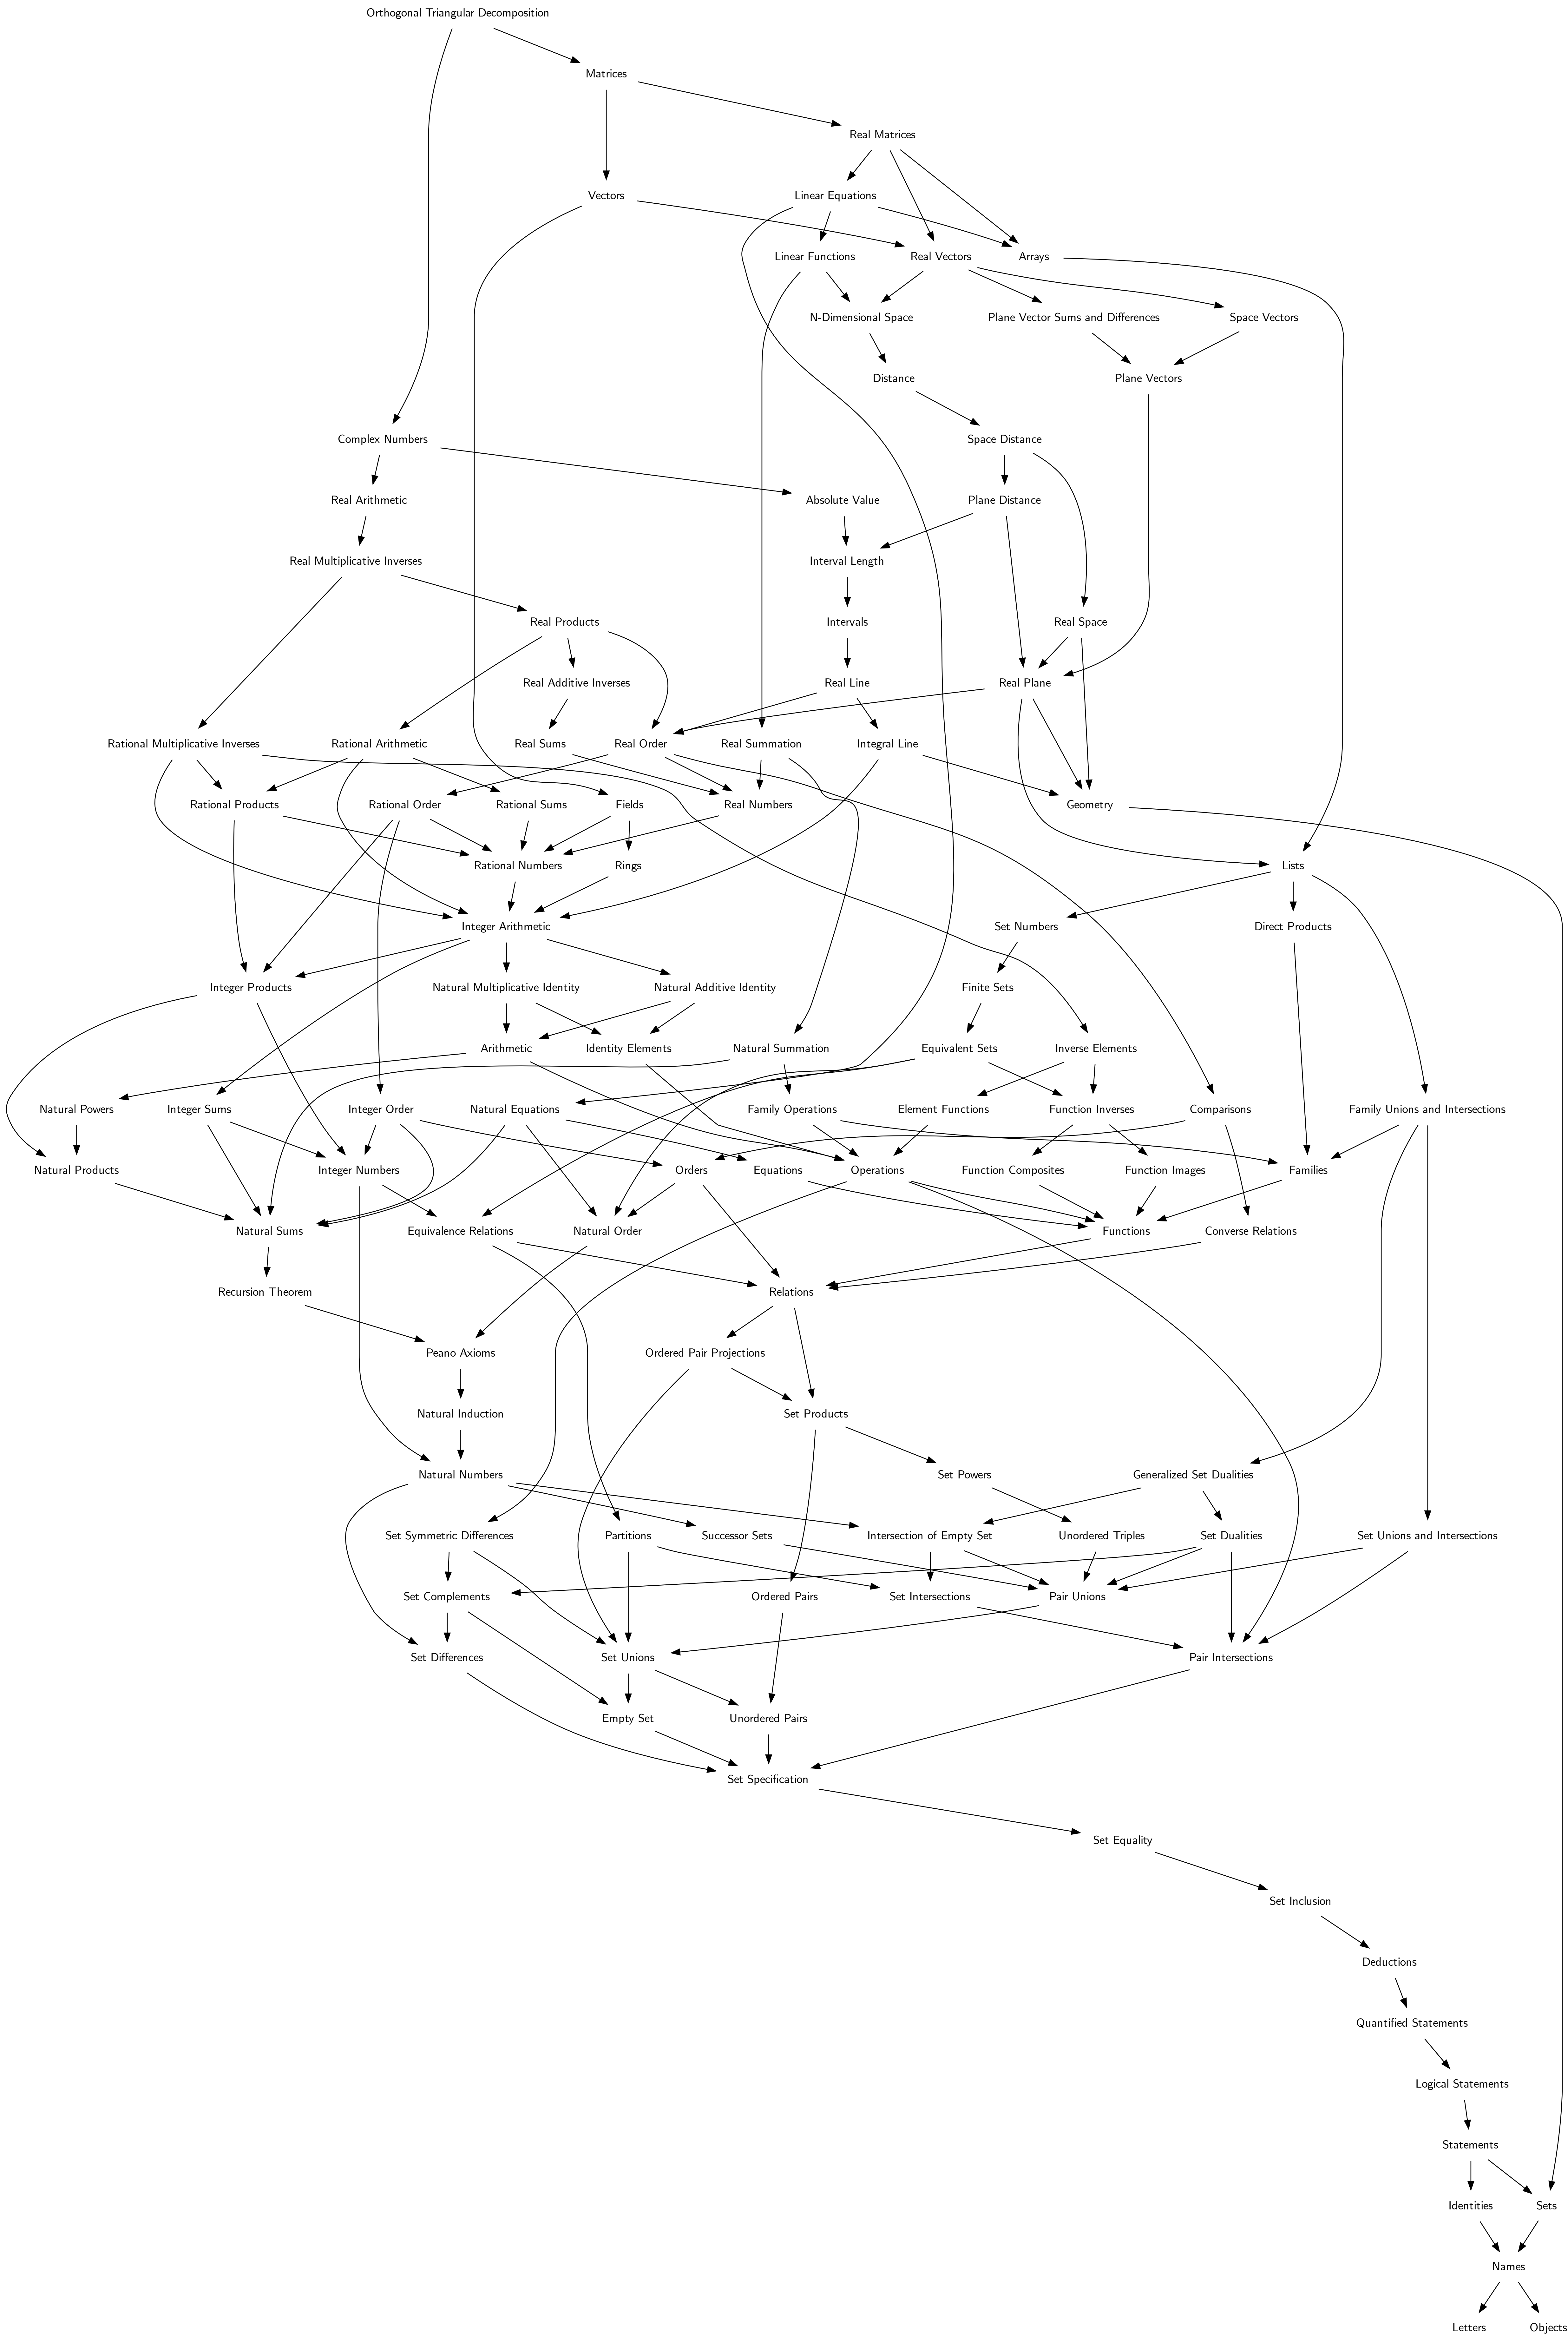 Orthogonal Triangular Decomposition
Matrices
Real Matrices
Vectors
Linear Equations
Linear Functions
Real Vectors
Arrays
N-Dimensional Space
Plane Vector Sums and Differences
Space Vectors
Distance
Plane Vectors
Complex Numbers
Space Distance
Real Arithmetic
Absolute Value
Plane Distance
Real Multiplicative Inverses
Interval Length
Real Products
Intervals
Real Space
Real Additive Inverses
Real Line
Real Plane
Rational Multiplicative Inverses
Rational Arithmetic
Real Sums
Real Order
Real Summation
Integral Line
Rational Products
Rational Order
Rational Sums
Fields
Real Numbers
Geometry
Rational Numbers
Rings
Lists
Integer Arithmetic
Set Numbers
Direct Products
Integer Products
Natural Multiplicative Identity
Natural Additive Identity
Finite Sets
Arithmetic
Identity Elements
Natural Summation
Equivalent Sets
Inverse Elements
Natural Powers
Integer Sums
Integer Order
Natural Equations
Family Operations
Element Functions
Function Inverses
Comparisons
Family Unions and Intersections
Natural Products
Integer Numbers
Orders
Equations
Operations
Function Composites
Function Images
Families
Natural Sums
Equivalence Relations
Natural Order
Functions
Converse Relations
Recursion Theorem
Relations
Peano Axioms
Ordered Pair Projections
Natural Induction
Set Products
Natural Numbers
Set Powers
Generalized Set Dualities
Set Symmetric Differences
Partitions
Successor Sets
Intersection of Empty Set
Unordered Triples
Set Dualities
Set Unions and Intersections
Set Complements
Ordered Pairs
Set Intersections
Pair Unions
Set Differences
Set Unions
Pair Intersections
Empty Set
Unordered Pairs
Set Specification
Set Equality
Set Inclusion
Deductions
Quantified Statements
Logical Statements
Statements
Identities
Sets
Names
Letters
Objects